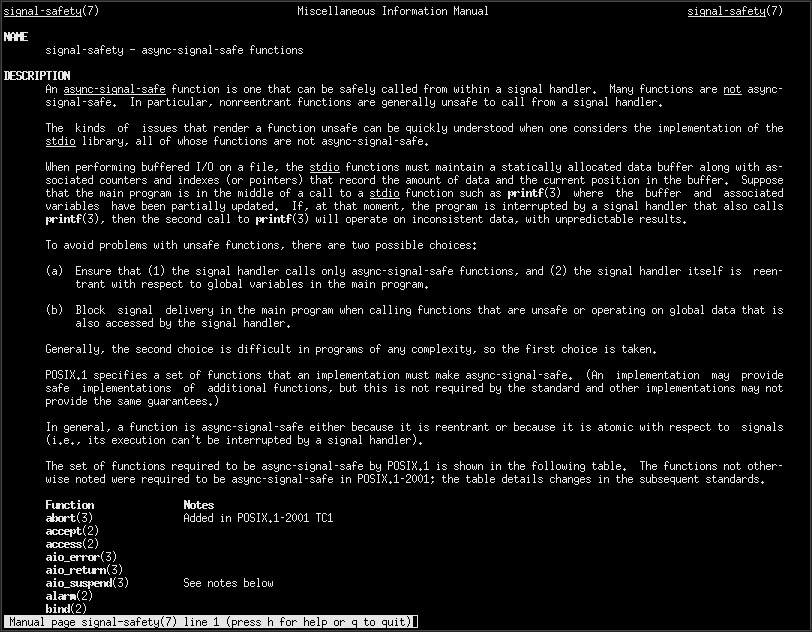 signal-safety(7) Miscellaneous Information Manual signal-safety(7)
NAME
signal-safety - async-signal-safe functions
DESCRIPTION
An async-signal-safe function is one that can be safely called from within a signal handler.  Many functions are not async-
signal-safe.  In particular, nonreentrant functions are generally unsafe to call from a signal handler.
The  kinds  of  issues that render a function unsafe can be quickly understood when one considers the implementation of the
stdio library, all of whose functions are not async-signal-safe.
When performing buffered I/O on a file, the stdio functions must maintain a statically allocated data buffer along with as-
sociated counters and indexes (or pointers) that record the amount of data and the current position in the buffer.  Suppose
that the main program is in the middle of a call to a stdio function such as printf(3)  where  the  buffer  and  associated
variables  have been partially updated.  If, at that moment, the program is interrupted by a signal handler that also calls
printf(3), then the second call to printf(3) will operate on inconsistent data, with unpredictable results.
To avoid problems with unsafe functions, there are two possible choices:
(a)  Ensure that (1) the signal handler calls only async-signal-safe functions, and (2) the signal handler itself is  reen-
trant with respect to global variables in the main program.
(b)  Block  signal  delivery in the main program when calling functions that are unsafe or operating on global data that is
also accessed by the signal handler.
Generally, the second choice is difficult in programs of any complexity, so the first choice is taken.
POSIX.1 specifies a set of functions that an implementation must make async-signal-safe.  (An  implementation  may  provide
safe  implementations  of  additional functions, but this is not required by the standard and other implementations may not
provide the same guarantees.)
In general, a function is async-signal-safe either because it is reentrant or because it is atomic with respect to  signals
(i.e., its execution can't be interrupted by a signal handler).
The set of functions required to be async-signal-safe by POSIX.1 is shown in the following table.  The functions not other-
wise noted were required to be async-signal-safe in POSIX.1-2001; the table details changes in the subsequent standards.
Function Notes
abort(3) Added in POSIX.1-2001 TC1
accept(2)
access(2)
aio_error(3)
aio_return(3)
aio_suspend(3) See notes below
alarm(2)
bind(2)
Manual page signal-safety(7) line 1 (press h for help or q to quit)